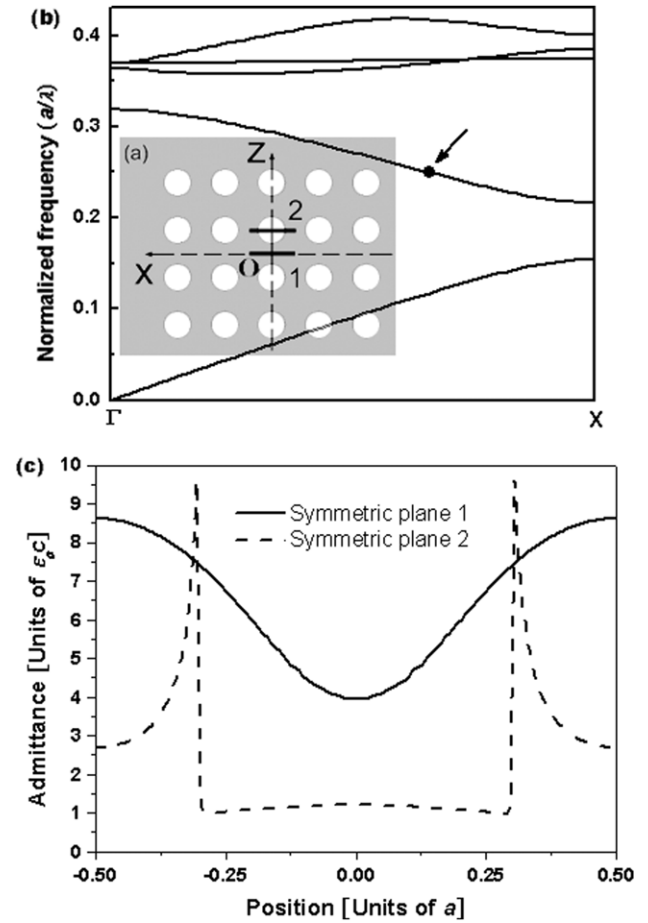 (b)
0.4
0.3
0.2
0.1
0.0
Normalized frequency (a/λ)
(a)
Z
2
X
O
1
Γ
X
(c)
10
9
8
7
6
5
4
3
2
1
0
Admittance [Units of ε₀c]
Symmetric plane 1
Symmetric plane 2
-0.50
-0.25
0.00
0.25
0.50
Position [Units of a]